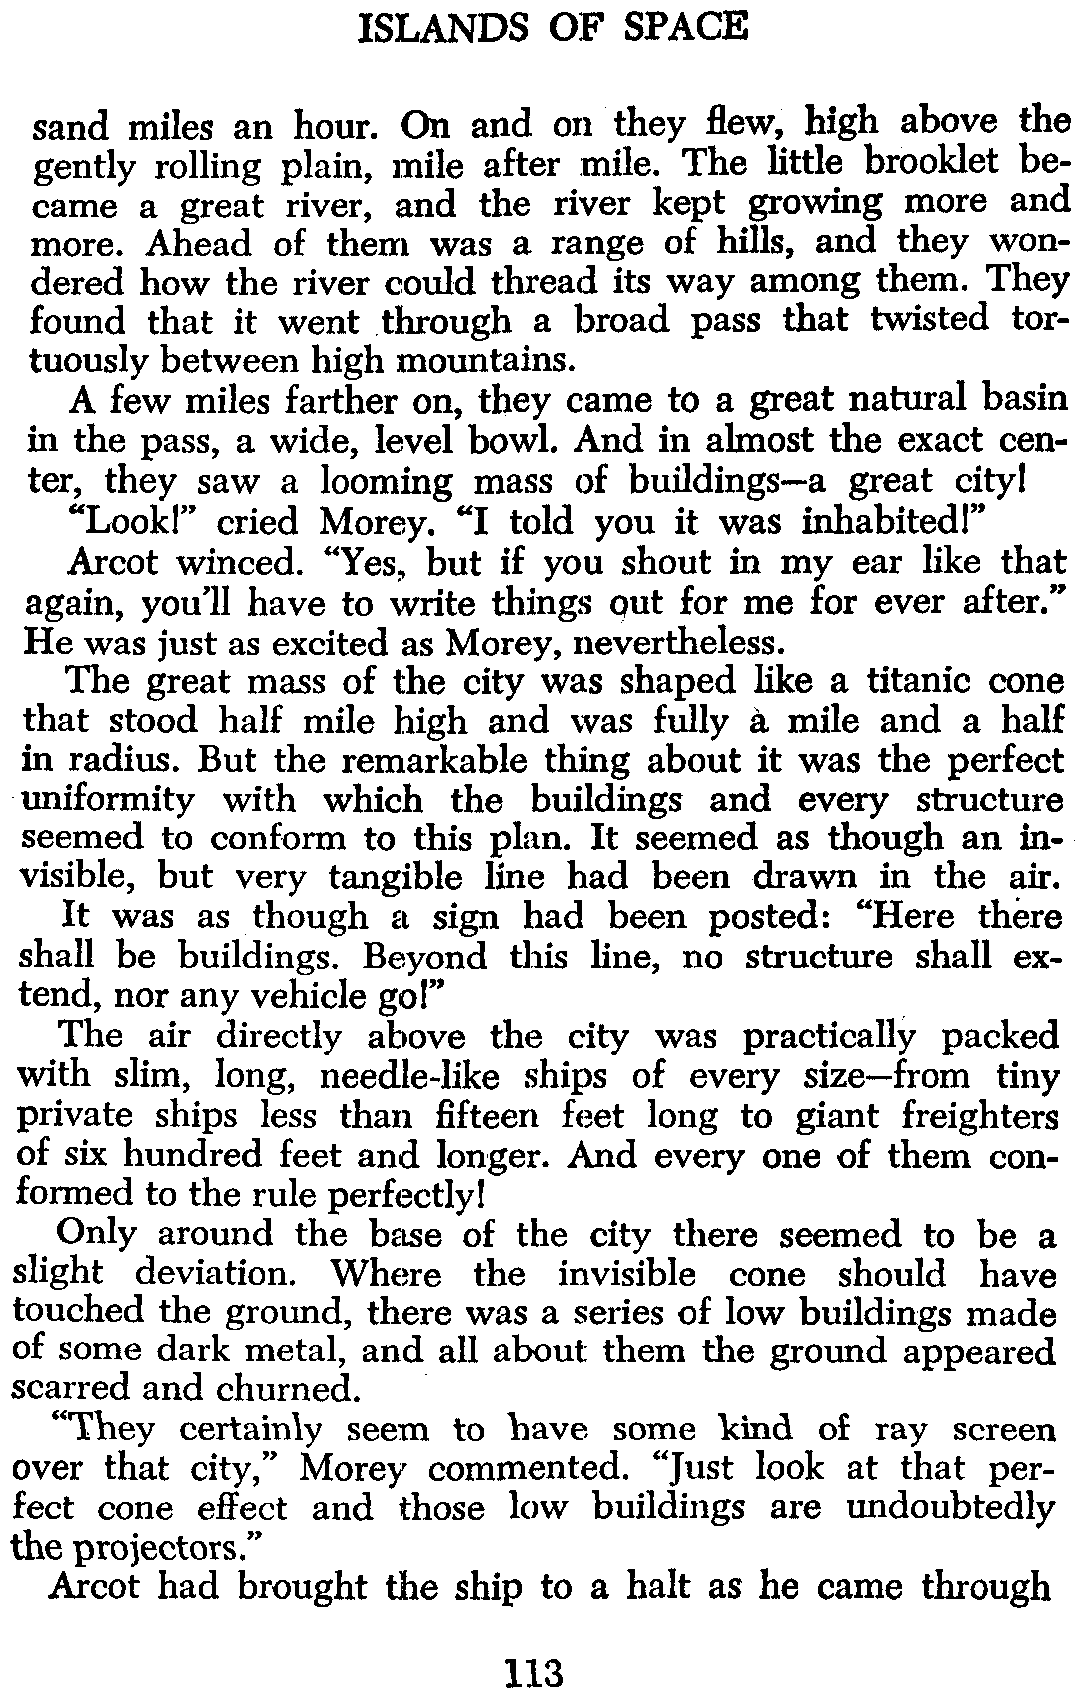 ISLANDS OF SPACE
sand miles an hour. On and on they flew, high above the
gently rolling plain, mile after mile. The little brooklet be-
came a great river, and the river kept growing more and
more. Ahead of them was a range of hills, and they won-
dered how the river could thread its way among them. They
found that it went through a broad pass that twisted tor-
tuously between high mountains.
A few miles farther on, they came to a great natural basin
in the pass, a wide, level bowl. And in almost the exact cen-
ter, they saw a looming mass of buildings—a great city!
“Look!” cried Morey. “I told you it was inhabited!”
Arcot winced. “Yes, but if you shout in my ear like that
again, you'll have to write things out for me for ever after.”
He was just as excited as Morey, nevertheless.
The great mass of the city was shaped like a titanic cone
that stood half mile high and was fully a mile and a half
in radius. But the remarkable thing about it was the perfect
uniformity with which the buildings and every structure
seemed to conform to this plan. It seemed as though an in-
visible, but very tangible line had been drawn in the air.
It was as though a sign had been posted: “Here there
shall be buildings. Beyond this line, no structure shall ex-
tend, nor any vehicle go!”
The air directly above the city was practically packed
with slim, long, needle-like ships of every size—from tiny
private ships less than fifteen feet long to giant freighters
of six hundred feet and longer. And every one of them con-
formed to the rule perfectly!
Only around the base of the city there seemed to be a
slight deviation. Where the invisible cone should have
touched the ground, there was a series of low buildings made
of some dark metal, and all about them the ground appeared
scarred and churned.
“They certainly seem to have some kind of ray screen
over that city,” Morey commented. “Just look at that per-
fect cone effect and those low buildings are undoubtedly
the projectors.”
Arcot had brought the ship to a halt as he came through
113